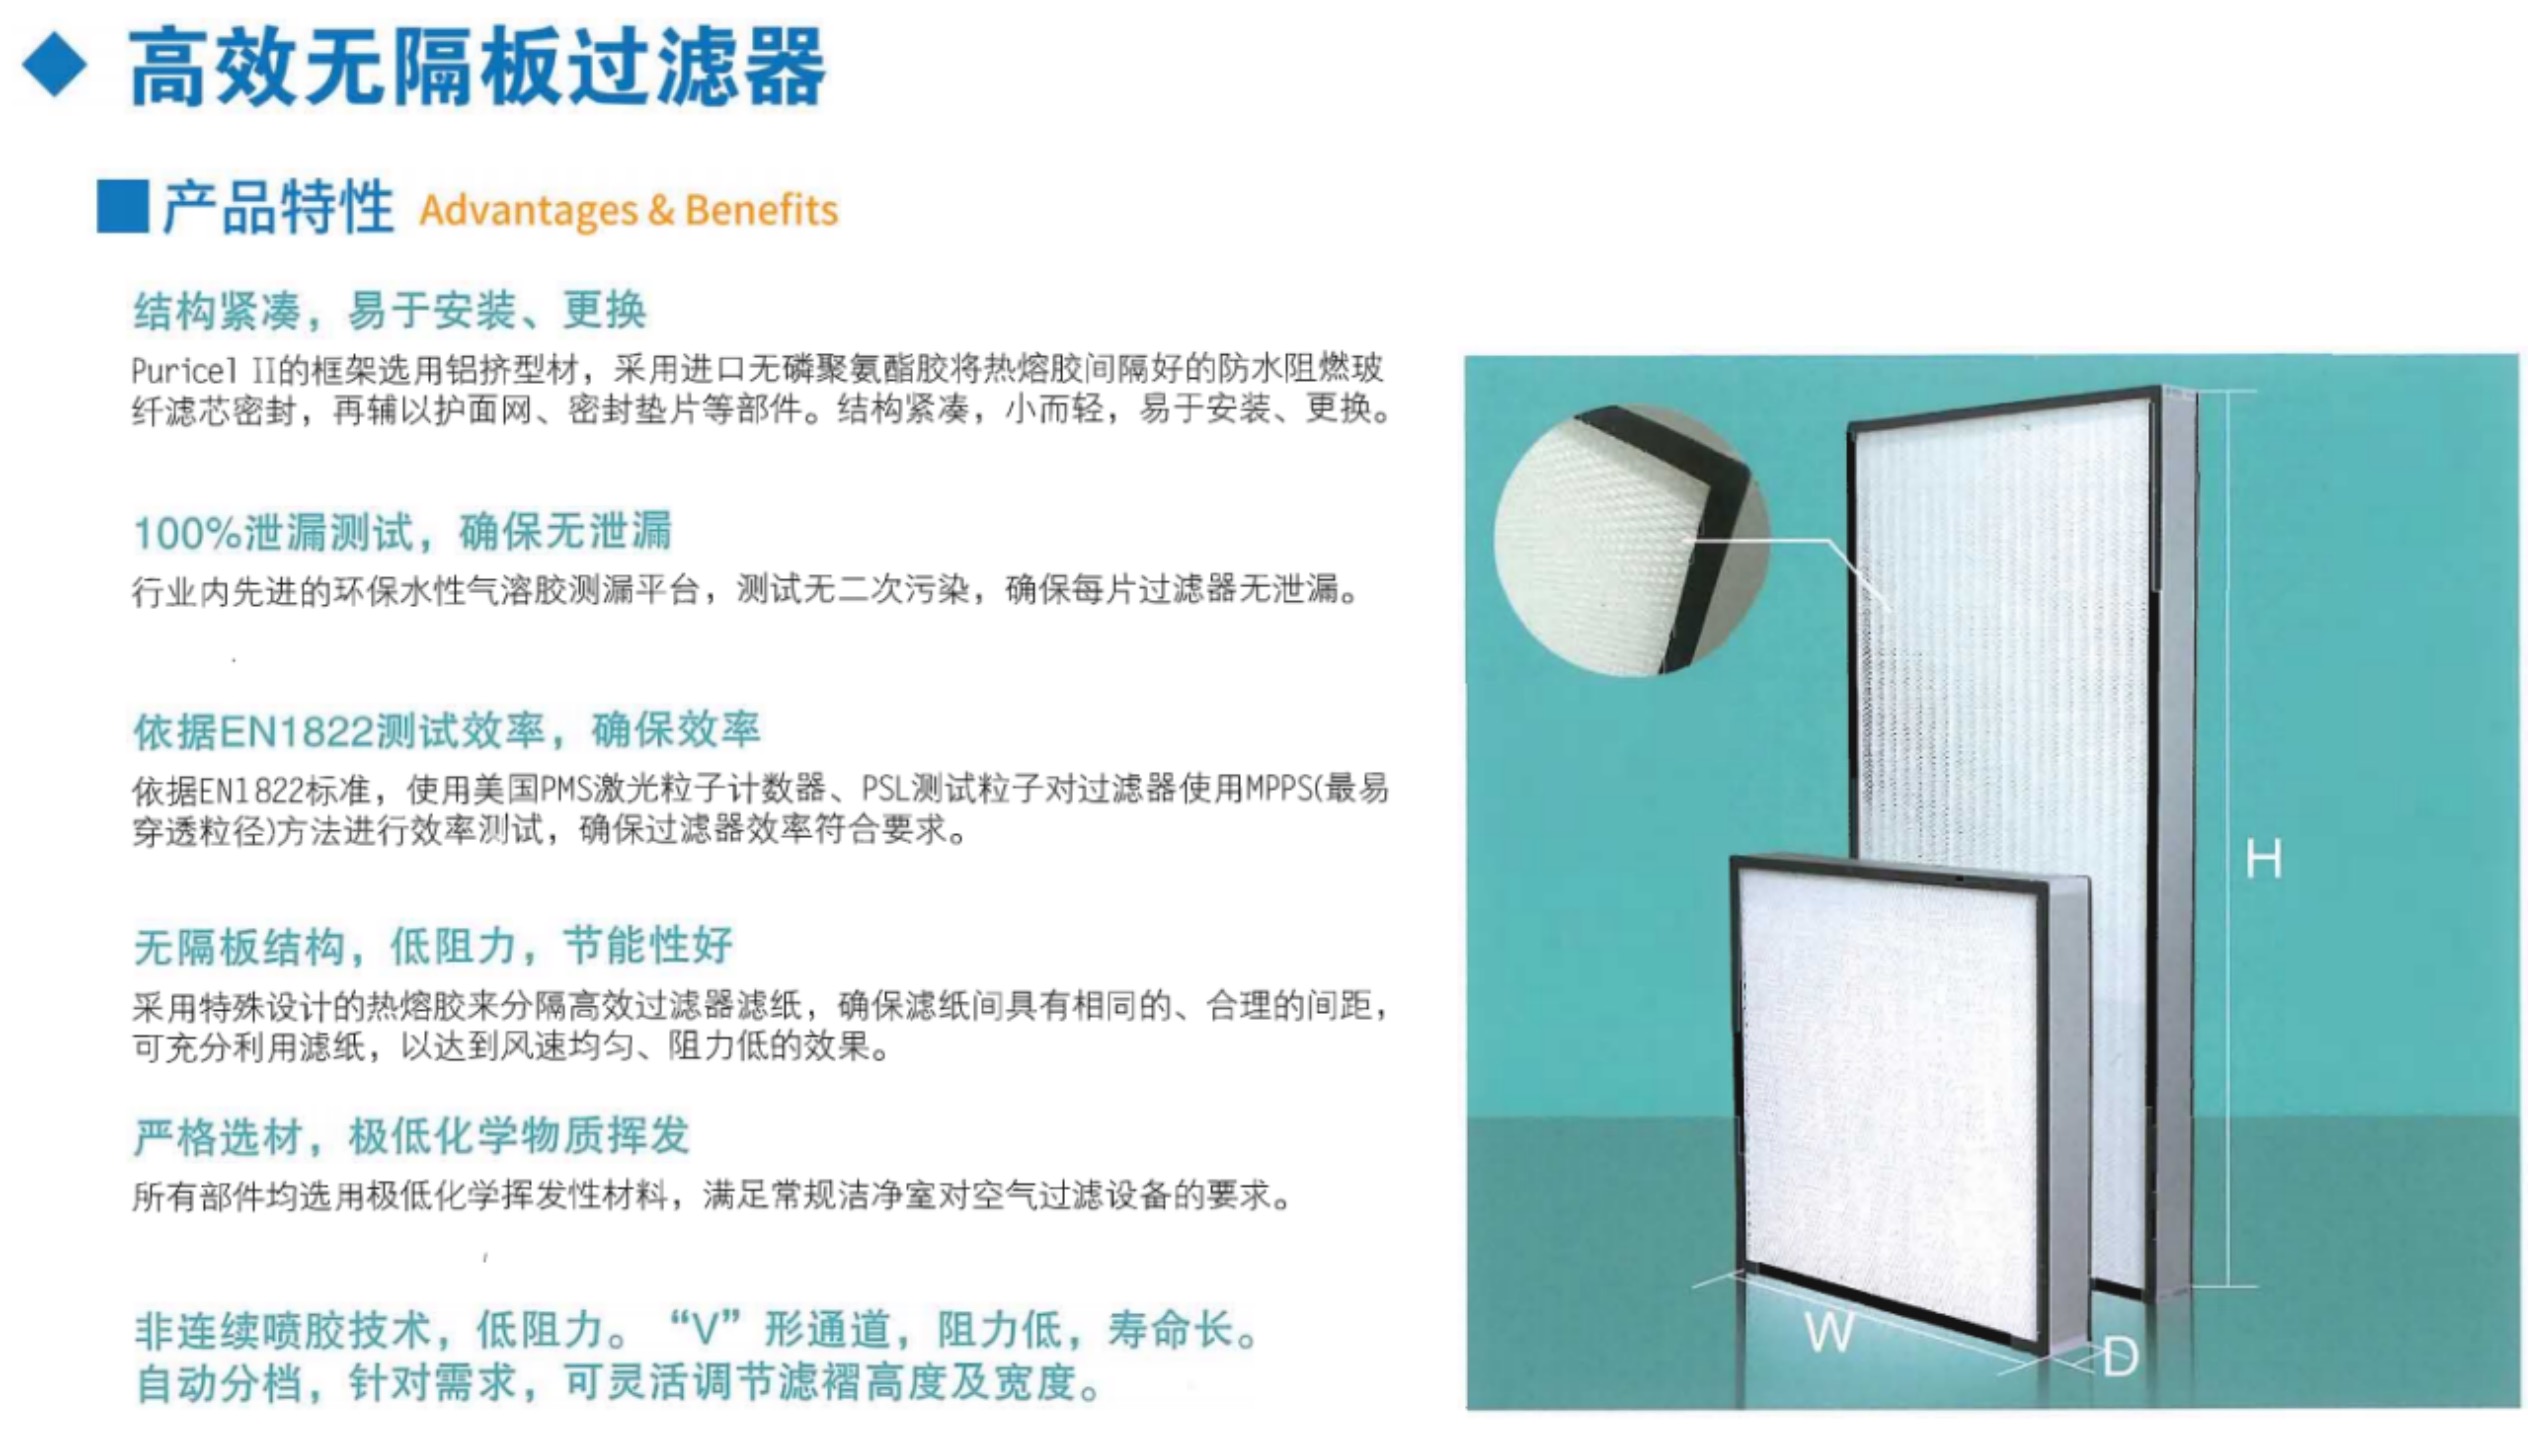 高效无隔板过滤器
产品特性 Advantages & Benefits
结构紧凑，易于安装、更换
Puricel II的框架选用铝挤型材，采用进口无磷聚氨酯胶将热熔胶间隔好的防水阻燃玻
纤滤芯密封，再辅以护面网、密封垫片等部件。结构紧凑，小而轻，易于安装、更换。
100%泄漏测试，确保无泄漏
行业内先进的环保水性气溶胶测漏平台，测试无二次污染，确保每片过滤器无泄漏。
依据EN1822测试效率，确保效率
依据EN1822标准，使用美国PMS激光粒子计数器、PSL测试粒子对过滤器使用MPPS(最易
穿透粒径)方法进行效率测试，确保过滤器效率符合要求。
无隔板结构，低阻力，节能性好
采用特殊设计的热熔胶来分隔高效过滤器滤纸，确保滤纸间具有相同的、合理的间距，
可充分利用滤纸，以达到风速均匀、阻力低的效果。
严格选材，极低化学物质挥发
所有部件均选用极低化学挥发性材料，满足常规洁净室对空气过滤设备的要求。
非连续喷胶技术，低阻力。“V”形通道，阻力低，寿命长。
自动分档，针对需求，可灵活调节滤褶高度及宽度。
H
W
D